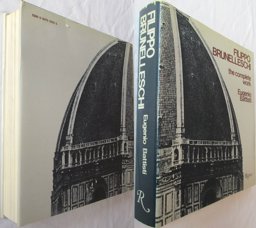 FILIPPO
BRUNELLESCHI
Eugenio Battisti
R
FILIPPO
BRUNELLESCHI
the complete
work
Eugenio
Battisti